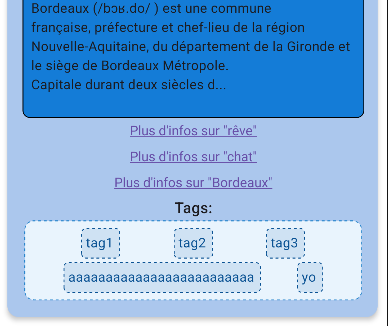 Bordeaux (/bɔʁ.do/ ) est une commune
française, préfecture et chef-lieu de la région
Nouvelle-Aquitaine, du département de la Gironde et
le siège de Bordeaux Métropole.
Capitale durant deux siècles d...
Plus d'infos sur "rêve"
Plus d'infos sur "chat"
Plus d'infos sur "Bordeaux"
Tags:
tag1 tag2 tag3
aaaaaaaaaaaaaaaaaaaaaaaaa yo